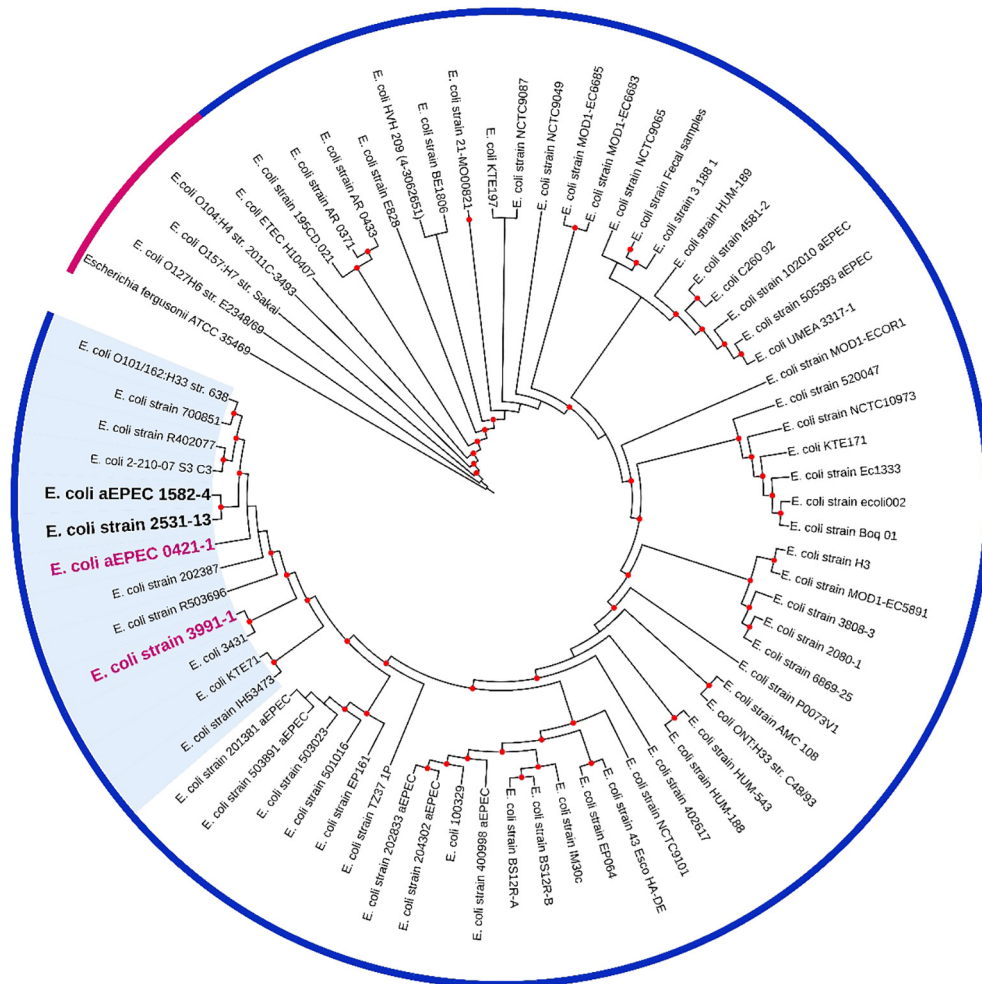 Escherichia fergusonii ATCC 35469
E. coli O127H6 str. E2348/69
E. coli O157:H7 str. Sakai
E. coli O104:H4 str. 2011C-3493
E. coli ETEC H10407
E. coli strain 195CD.021
E. coli strain AR 0371
E. coli strain AR 0433
E. coli strain E828
E. coli HVH 209 (4-3062651)
E. coli strain BE1806
E. coli strain 21-MO00821
E. coli KTE197
E. coli strain NCTC9087
E. coli strain NCTC9049
E. coli strain MOD1-EC6685
E. coli strain MOD1-EC6683
E. coli strain NCTC9065
E. coli strain Fecal samples
E. coli strain 3 188 1
E. coli strain HUM-189
E. coli strain 4581-2
E. coli C260 92
E. coli strain 102010 aEPEC
E. coli strain 505393 aEPEC
E. coli UMEA 3317-1
E. coli strain MOD1-ECOR1
E. coli strain 520047
E. coli strain NCTC10973
E. coli KTE171
E. coli strain Ec1333
E. coli strain ecoli002
E. coli strain Boq 01
E. coli strain H3
E. coli strain MOD1-EC5891
E. coli strain 3808-3
E. coli strain 2080-1
E. coli strain 6869-25
E. coli strain P0073V1
E. coli strain AMC 108
E. coli ONT:H33 str. C48/93
E. coli strain HUM-543
E. coli strain HUM-188
E. coli strain 402617
E. coli strain NCTC9101
E. coli strain 43 Esco HA-DE
E. coli strain EP064
E. coli strain IM30c
E. coli strain BS12R-B
E. coli strain BS12R-A
E. coli strain 400998 aEPEC
E. coli 100329
E. coli strain 204302 aEPEC
E. coli strain 202833 aEPEC
E. coli strain TZ37 1P
E. coli strain EP161
E. coli strain 501016
E. coli strain 503023
E. coli strain 503891 aEPEC
E. coli strain 201381 aEPEC
E. coli strain IH53473
E. coli KTE71
E. coli 3431
E. coli strain 3991-1
E. coli strain R503696
E. coli strain 202387
E. coli aEPEC 0421-1
E. coli strain 2531-13
E. coli aEPEC 1582-4
E. coli 2-210-07 S3 C3
E. coli strain R402077
E. coli strain 700851
E. coli O101/162:H33 str. 638